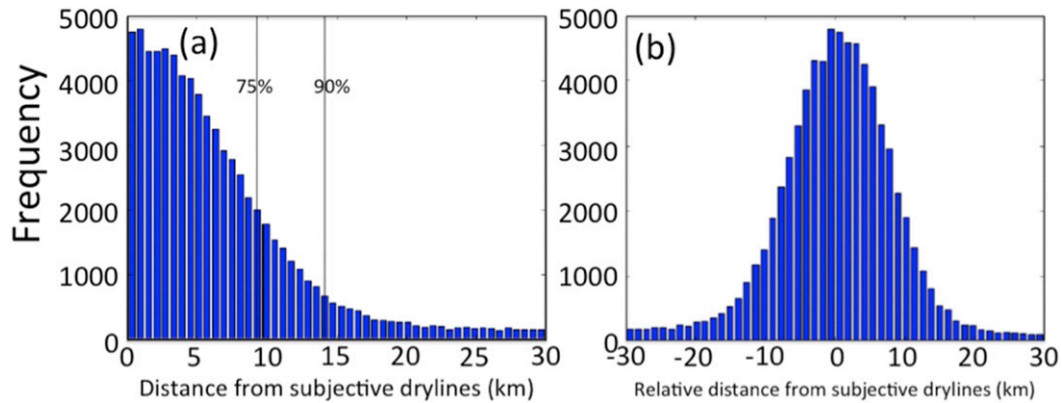 Frequency
5000
4000
3000
2000
1000
0
(a)
75%
90%
0 5 10 15 20 25 30
Distance from subjective drylines (km)
5000
4000
3000
2000
1000
0
(b)
-30 -20 -10 0 10 20 30
Relative distance from subjective drylines (km)